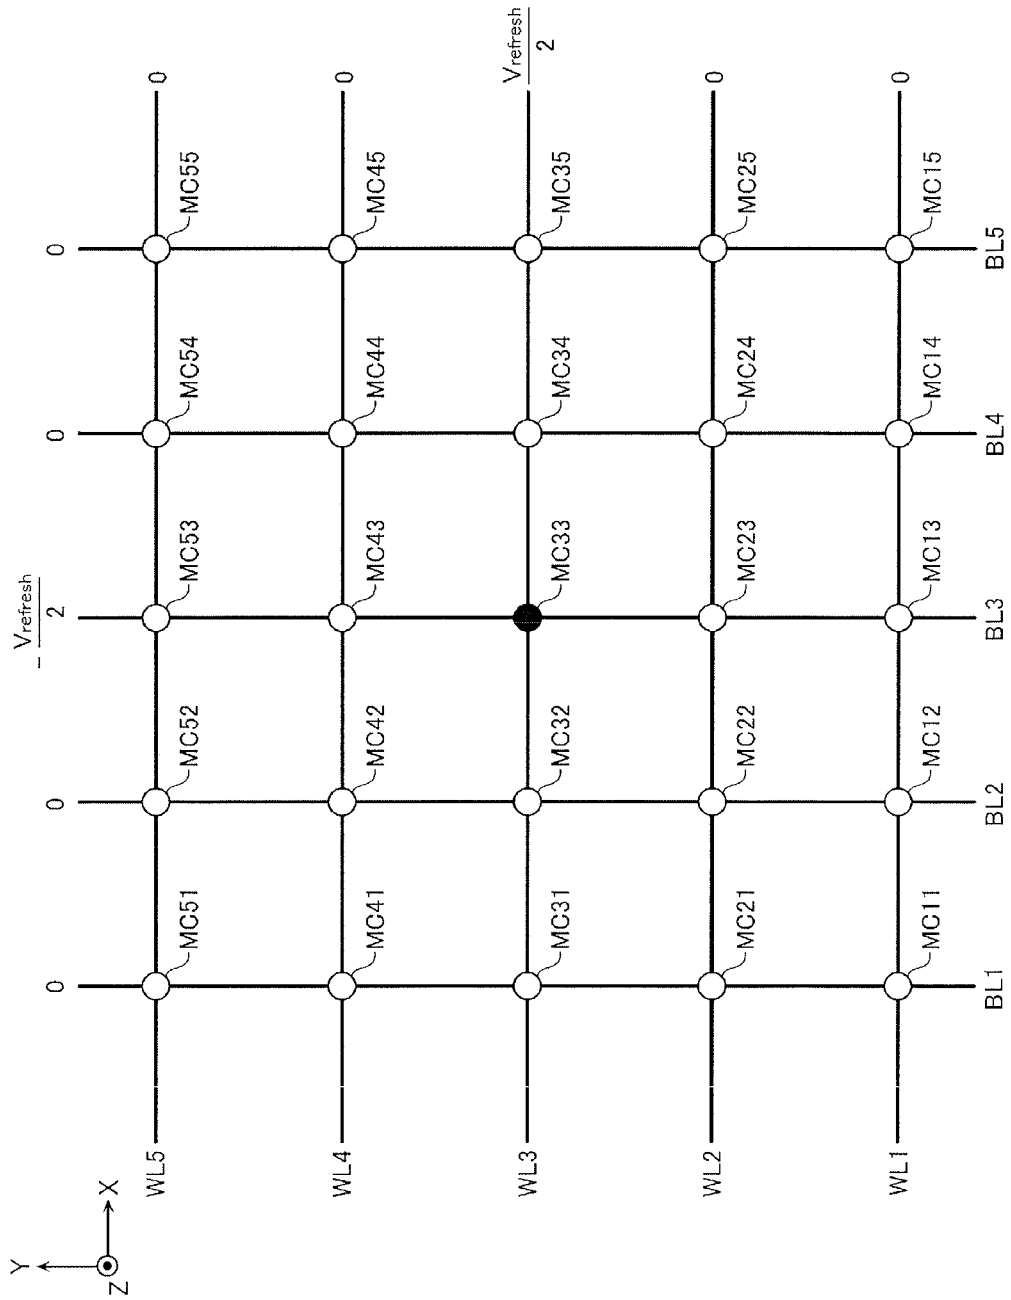 − Vrefresh
2
0 0 0 0
WL5 MC51 MC52 MC53 MC54 MC55 0
WL4 MC41 MC42 MC43 MC44 MC45 0
WL3 MC31 MC32 MC33 MC34 MC35 Vrefresh
2
WL2 MC21 MC22 MC23 MC24 MC25 0
WL1 MC11 MC12 MC13 MC14 MC15 0
BL1 BL2 BL3 BL4 BL5
Y
Z X